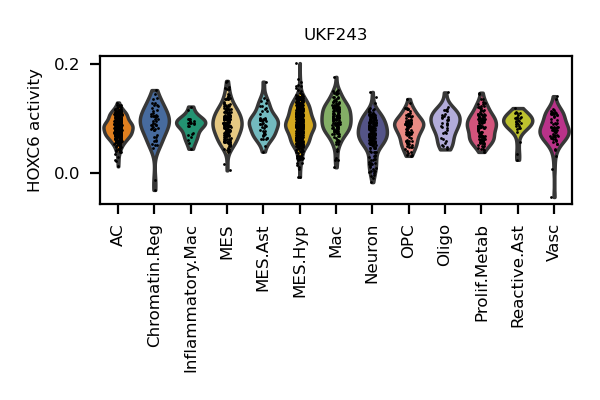 UKF243
HOXC6 activity
0.2
0.0
AC
Chromatin.Reg
Inflammatory.Mac
MES
MES.Ast
MES.Hyp
Mac
Neuron
OPC
Oligo
Prolif.Metab
Reactive.Ast
Vasc